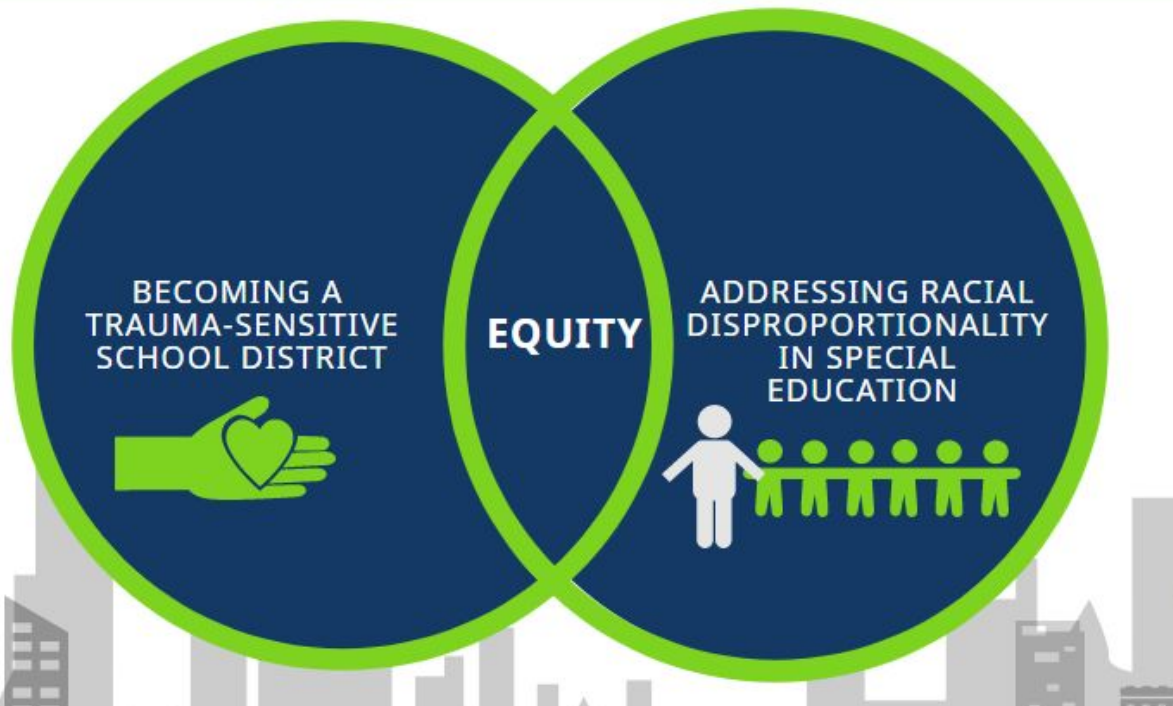 BECOMING A
TRAUMA-SENSITIVE
SCHOOL DISTRICT
EQUITY
ADDRESSING RACIAL
DISPROPORTIONALITY
IN SPECIAL
EDUCATION